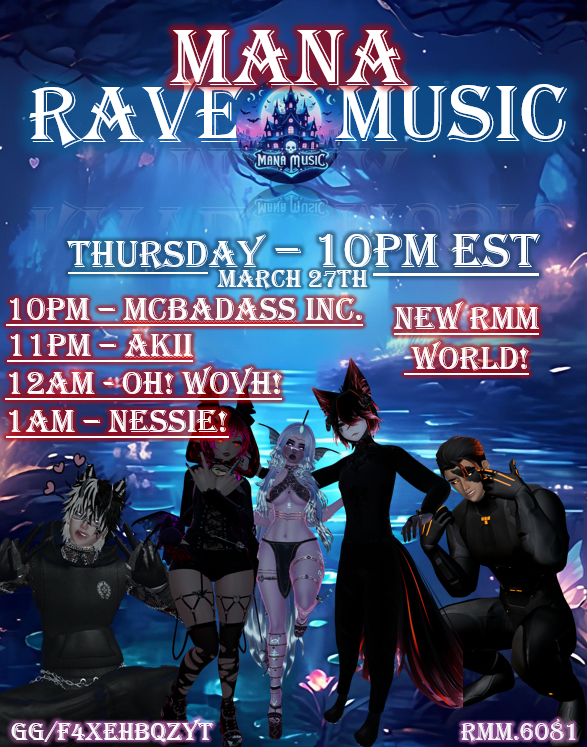 MANA
RAVE MUSIC
MANA MUSIC
THURSDAY – 10PM EST
MARCH 27TH
10PM – MCBADASS INC.
11PM – AKII
12AM - OH! WOVH!
1AM – NESSIE!
NEW RMM
WORLD!
GG/F4XEHBQZYT
RMM.6081